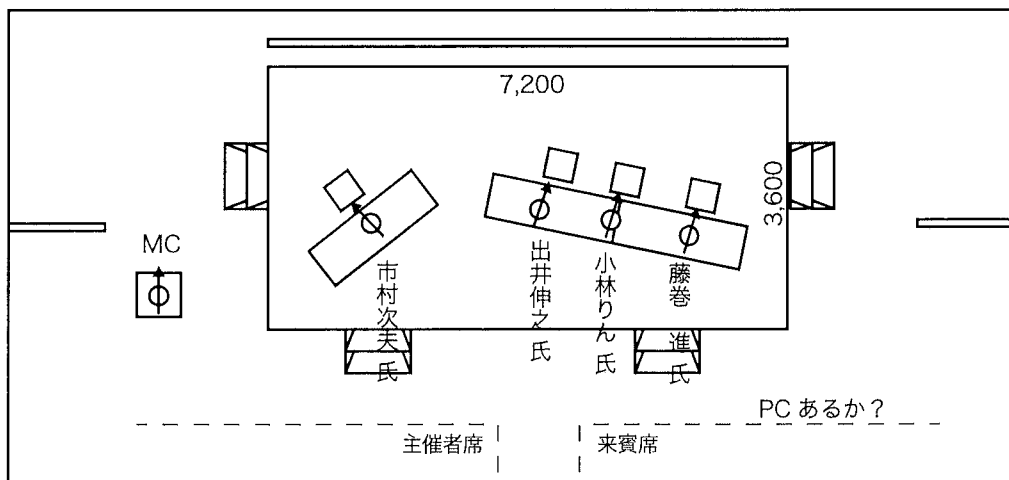 7,200
3,600
MC
市村次夫 氏
出井伸之 氏
小林りん 氏
藤巻 進 氏
PC あるか？
主催者席
来賓席